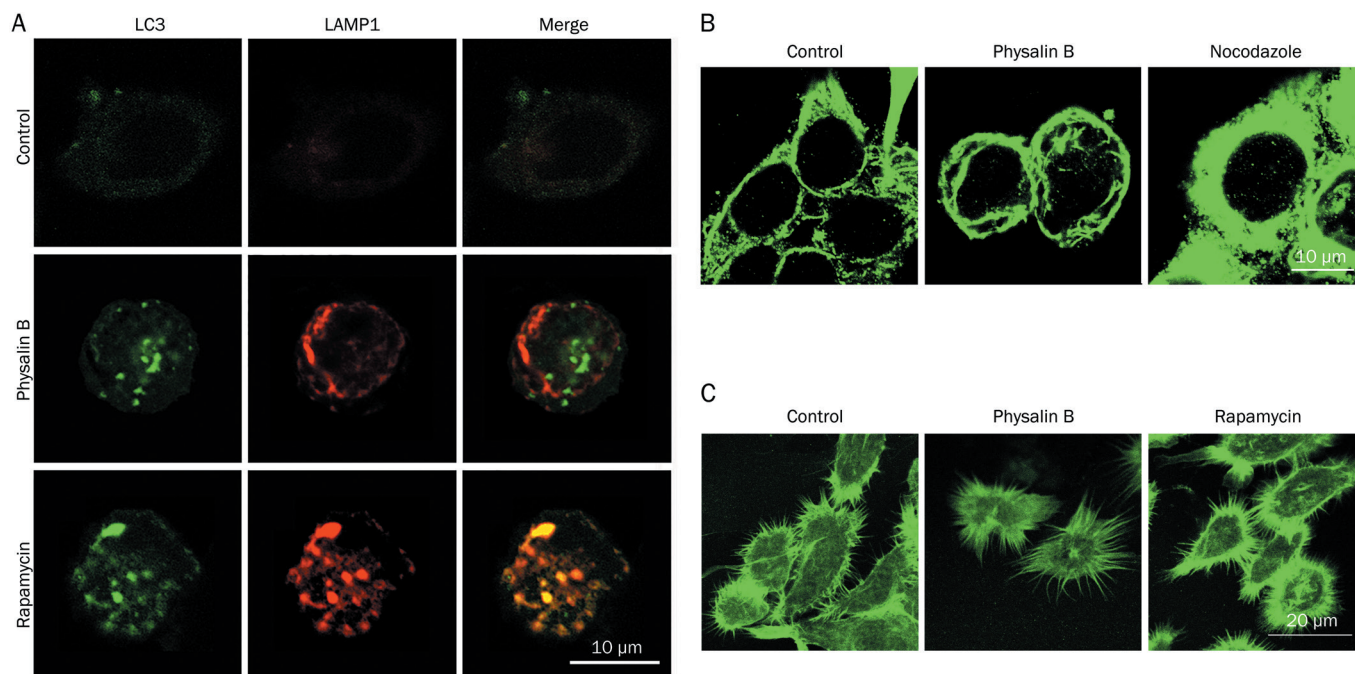 A
LC3
LAMP1
Merge
Control
Physalin B
Rapamycin
10 µm
B
Control
Physalin B
Nocodazole
10 µm
C
Control
Physalin B
Rapamycin
20 µm